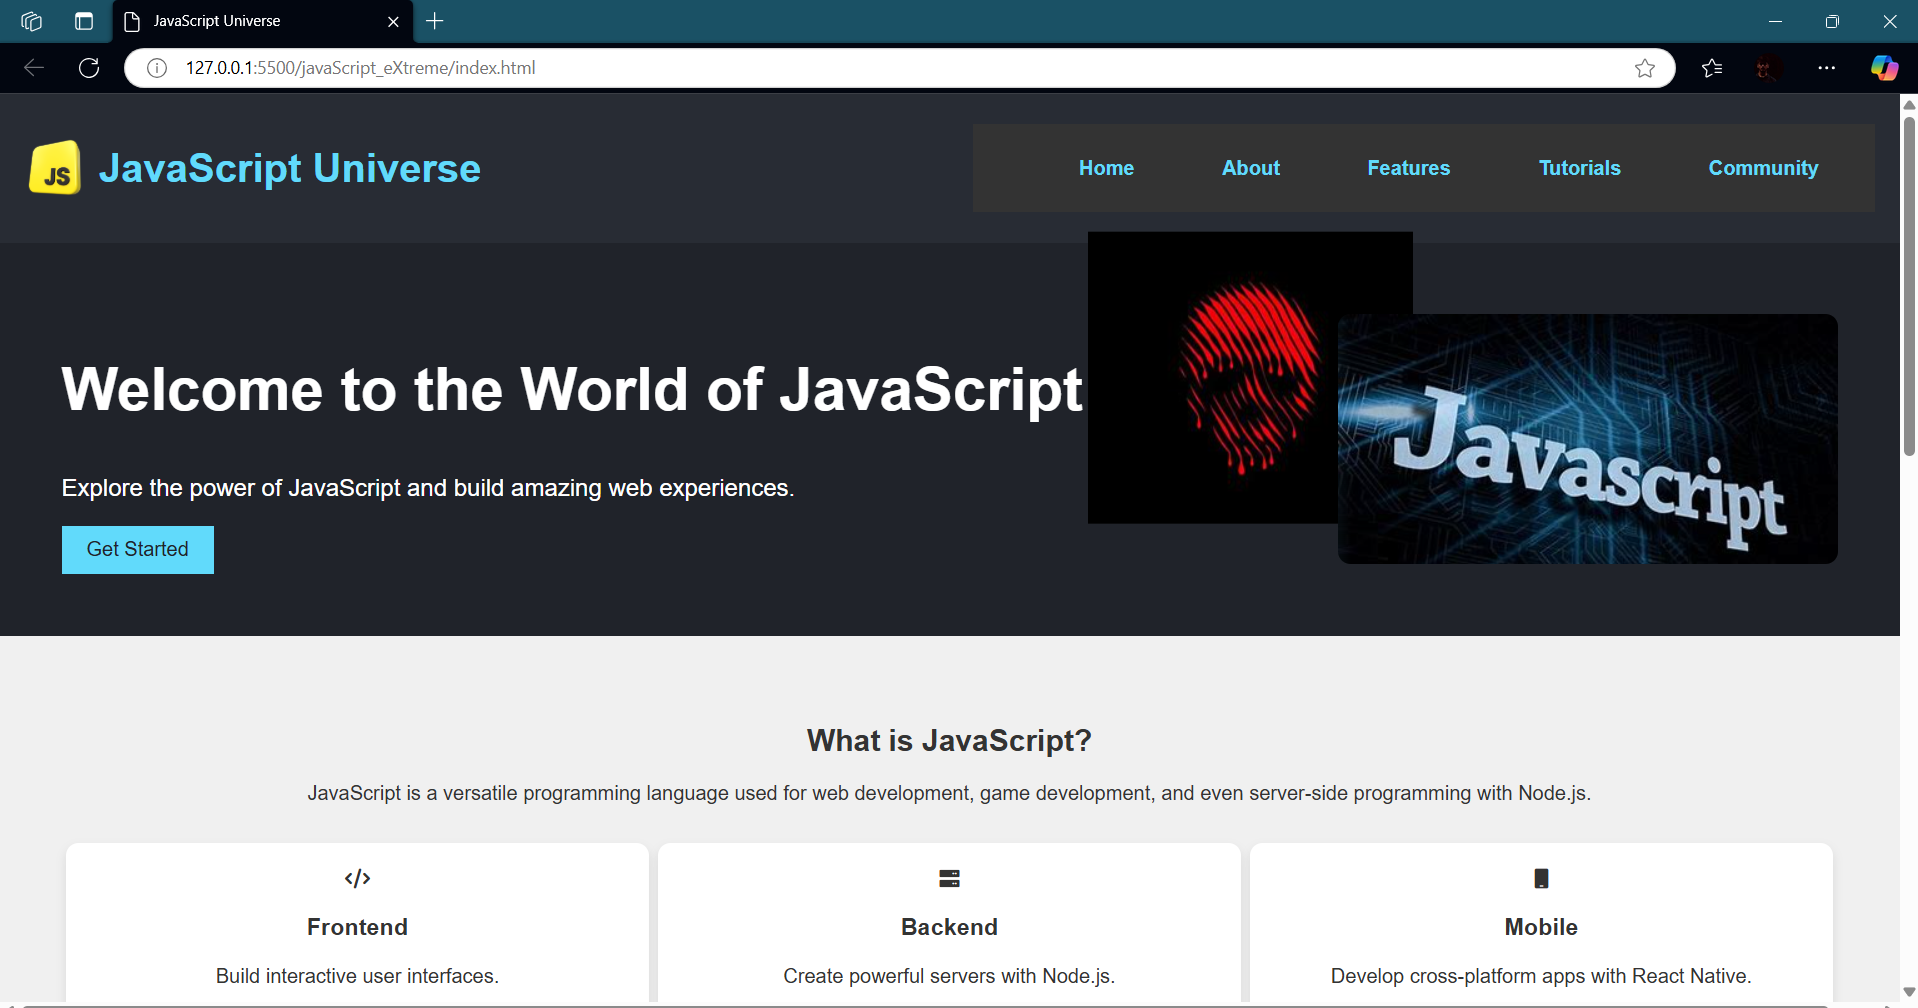 JavaScript Universe
127.0.0.1:5500/javaScript_eXtreme/index.html
JS
JavaScript Universe
Home About Features Tutorials Community
Welcome to the World of JavaScript
Javascript
Explore the power of JavaScript and build amazing web experiences.
Get Started
What is JavaScript?
JavaScript is a versatile programming language used for web development, game development, and even server-side programming with Node.js.
</>
Frontend
Build interactive user interfaces.
Backend
Create powerful servers with Node.js.
Mobile
Develop cross-platform apps with React Native.